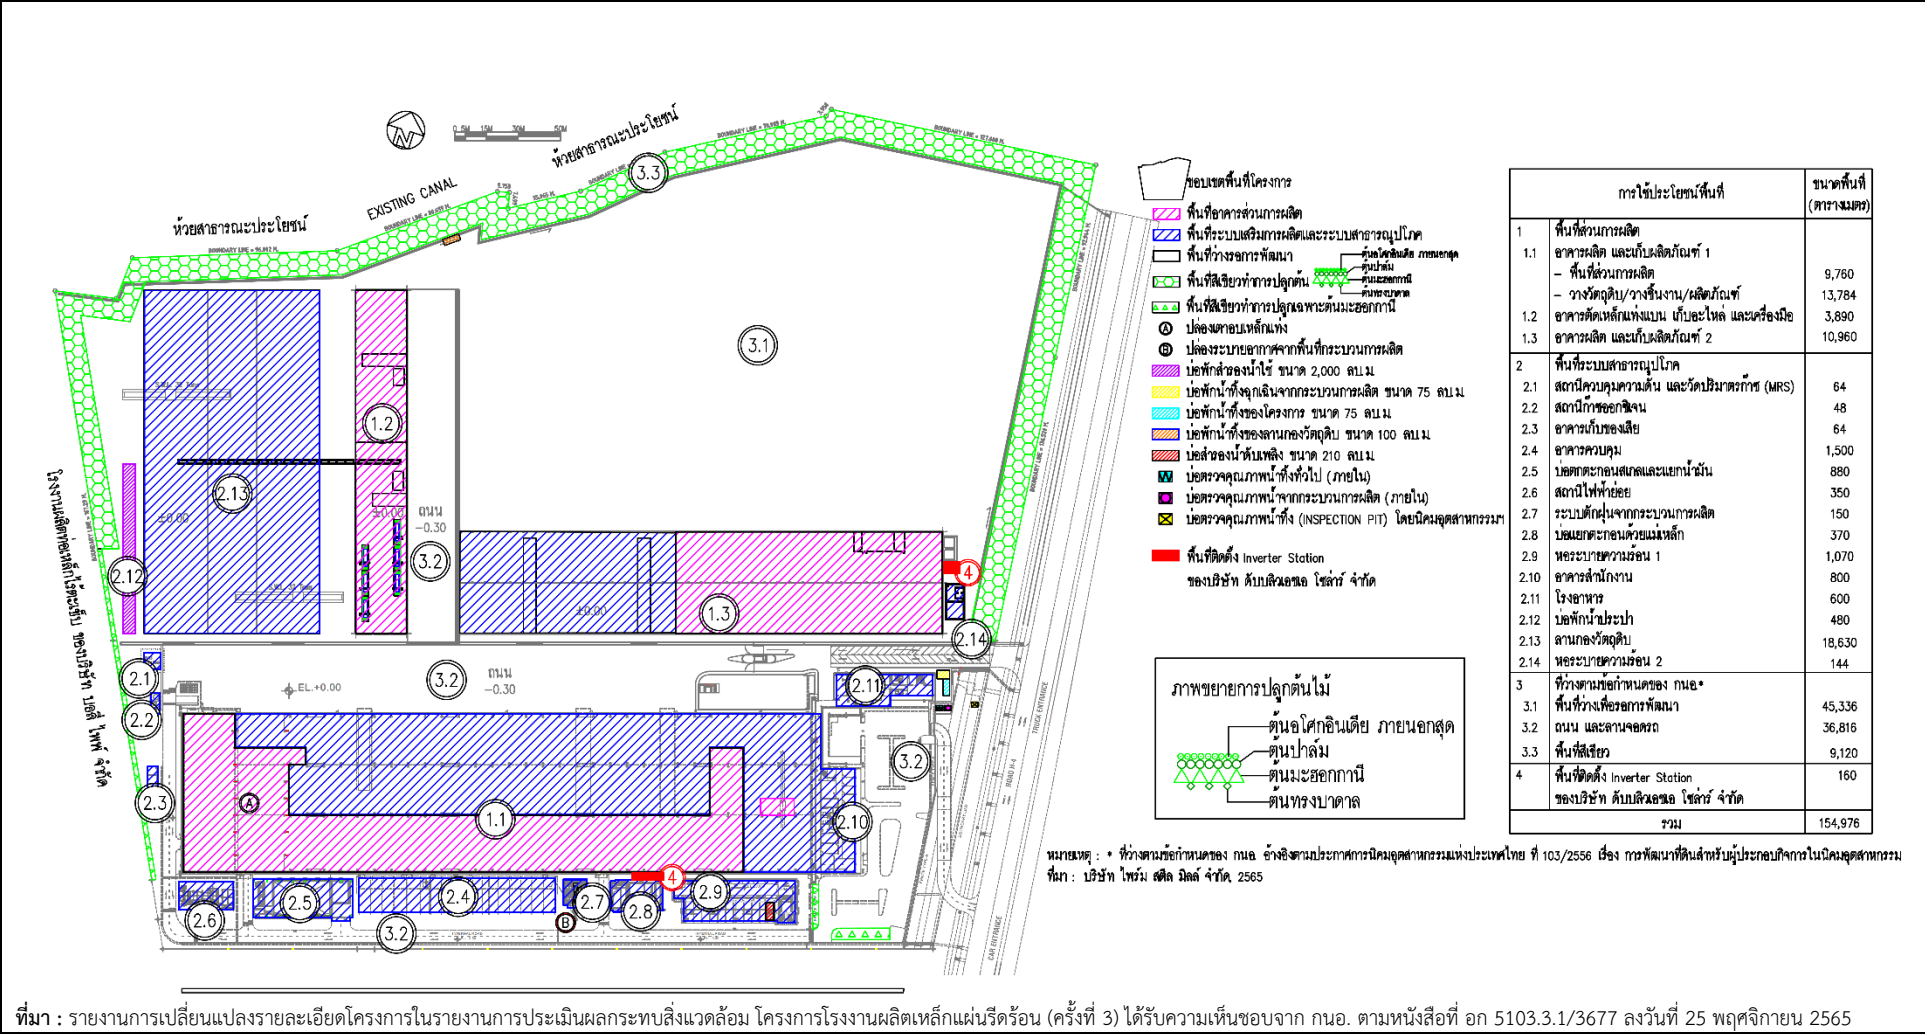 0 5M 15M 30M 50M
ห้วยสาธารณะประโยชน์
EXISTING CANAL
ห้วยสาธารณะประโยชน์
BOUNDARY LINE
3.3
3.1
1.2
2.13
±0.00
±0.00
ถนน
-0.30
3.2
2.12
±0.00
1.3
4
2.14
โรงงานผลิตท่อเหล็กไร้ตะเข็บ ของบริษัท บอดี้ ไพพ์ จำกัด
2.1
2.2
EL.+0.00
3.2
ถนน
-0.30
2.11
3.2
2.3
A
1.1
2.10
4
2.6
2.5
2.4
2.7
2.8
2.9
B
3.2
TRUCK ENTRANCE
ROAD H-4
CAR ENTRANCE
ขอบเขตพื้นที่โครงการ
พื้นที่อาคารส่วนการผลิต
พื้นที่ระบบเสริมการผลิตและระบบสาธารณูปโภค
พื้นที่ว่างรอการพัฒนา
พื้นที่สีเขียวทำการปลูกต้น
ต้นอโศกอินเดีย ภายนอกสุด
ต้นปาล์ม
ต้นมะฮอกกานี
ต้นทรงบาดาล
พื้นที่สีเขียวทำการปลูกเฉพาะต้นมะฮอกกานี
A ปล่องเตาอบเหล็กแท่ง
B ปล่องระบายอากาศจากพื้นที่กระบวนการผลิต
บ่อพักสำรองน้ำใช้ ขนาด 2,000 ลบ.ม.
บ่อพักน้ำทิ้งฉุกเฉินจากกระบวนการผลิต ขนาด 75 ลบ.ม.
บ่อพักน้ำทิ้งของโครงการ ขนาด 75 ลบ.ม.
บ่อพักน้ำทิ้งของลานกองวัตถุดิบ ขนาด 100 ลบ.ม.
บ่อสำรองน้ำดับเพลิง ขนาด 210 ลบ.ม.
บ่อตรวจคุณภาพน้ำทิ้งทั่วไป (ภายใน)
บ่อตรวจคุณภาพน้ำจากกระบวนการผลิต (ภายใน)
บ่อตรวจคุณภาพน้ำทิ้ง (INSPECTION PIT) โดยนิคมอุตสาหกรรมฯ
พื้นที่ติดตั้ง Inverter Station
ของบริษัท ดับบลิวเอชเอ โซล่าร์ จำกัด
ภาพขยายการปลูกต้นไม้
ต้นอโศกอินเดีย ภายนอกสุด
ต้นปาล์ม
ต้นมะฮอกกานี
ต้นทรงบาดาล
การใช้ประโยชน์พื้นที่ ขนาดพื้นที่ (ตารางเมตร)
1 พื้นที่ส่วนการผลิต
1.1 อาคารผลิต และเก็บผลิตภัณฑ์ 1
- พื้นที่ส่วนการผลิต 9,760
- วางวัตถุดิบ/วางชิ้นงาน/ผลิตภัณฑ์ 13,784
1.2 อาคารตัดเหล็กแท่งแบน เก็บอะไหล่ และเครื่องมือ 3,890
1.3 อาคารผลิต และเก็บผลิตภัณฑ์ 2 10,960
2 พื้นที่ระบบสาธารณูปโภค
2.1 สถานีควบคุมความดัน และวัดปริมาตรก๊าซ (MRS) 64
2.2 สถานีก๊าซออกซิเจน 48
2.3 อาคารเก็บของเสีย 64
2.4 อาคารควบคุม 1,500
2.5 บ่อตกตะกอนสเกลและแยกน้ำมัน 880
2.6 สถานีไฟฟ้าย่อย 350
2.7 ระบบดักฝุ่นจากกระบวนการผลิต 150
2.8 บ่อแยกตะกอนด้วยแม่เหล็ก 370
2.9 หอระบายความร้อน 1 1,070
2.10 อาคารสำนักงาน 800
2.11 โรงอาหาร 600
2.12 บ่อพักน้ำประปา 480
2.13 ลานกองวัตถุดิบ 18,630
2.14 หอระบายความร้อน 2 144
3 ที่ว่างตามข้อกำหนดของ กนอ.*
3.1 พื้นที่ว่างเพื่อรอการพัฒนา 45,336
3.2 ถนน และลานจอดรถ 36,816
3.3 พื้นที่สีเขียว 9,120
4 พื้นที่ติดตั้ง Inverter Station 160
ของบริษัท ดับบลิวเอชเอ โซล่าร์ จำกัด
รวม 154,976
หมายเหตุ : * ที่ว่างตามข้อกำหนดของ กนอ. อ้างอิงตามประกาศการนิคมอุตสาหกรรมแห่งประเทศไทย ที่ 103/2556 เรื่อง การพัฒนาที่ดินสำหรับผู้ประกอบกิจการในนิคมอุตสาหกรรม
ที่มา : บริษัท ไพร์ม สตีล มิลล์ จำกัด, 2565
ที่มา : รายงานการเปลี่ยนแปลงรายละเอียดโครงการในรายงานการประเมินผลกระทบสิ่งแวดล้อม โครงการโรงงานผลิตเหล็กแผ่นรีดร้อน (ครั้งที่ 3) ได้รับความเห็นชอบจาก กนอ. ตามหนังสือที่ อก 5103.3.1/3677 ลงวันที่ 25 พฤศจิกายน 2565